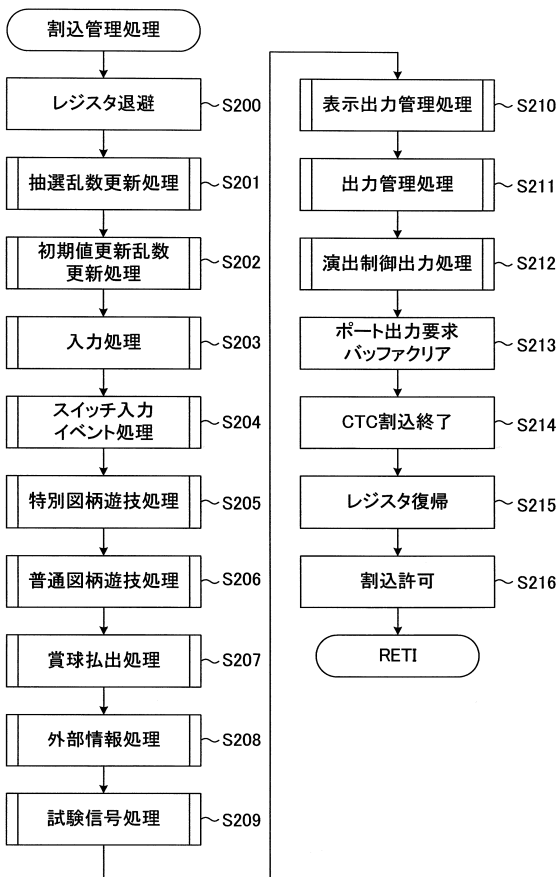 割込管理処理
レジスタ退避
S200
抽選乱数更新処理
S201
初期値更新乱数
更新処理
S202
入力処理
S203
スイッチ入力
イベント処理
S204
特別図柄遊技処理
S205
普通図柄遊技処理
S206
賞球払出処理
S207
外部情報処理
S208
試験信号処理
S209
表示出力管理処理
S210
出力管理処理
S211
演出制御出力処理
S212
ポート出力要求
バッファクリア
S213
CTC割込終了
S214
レジスタ復帰
S215
割込許可
S216
RETI